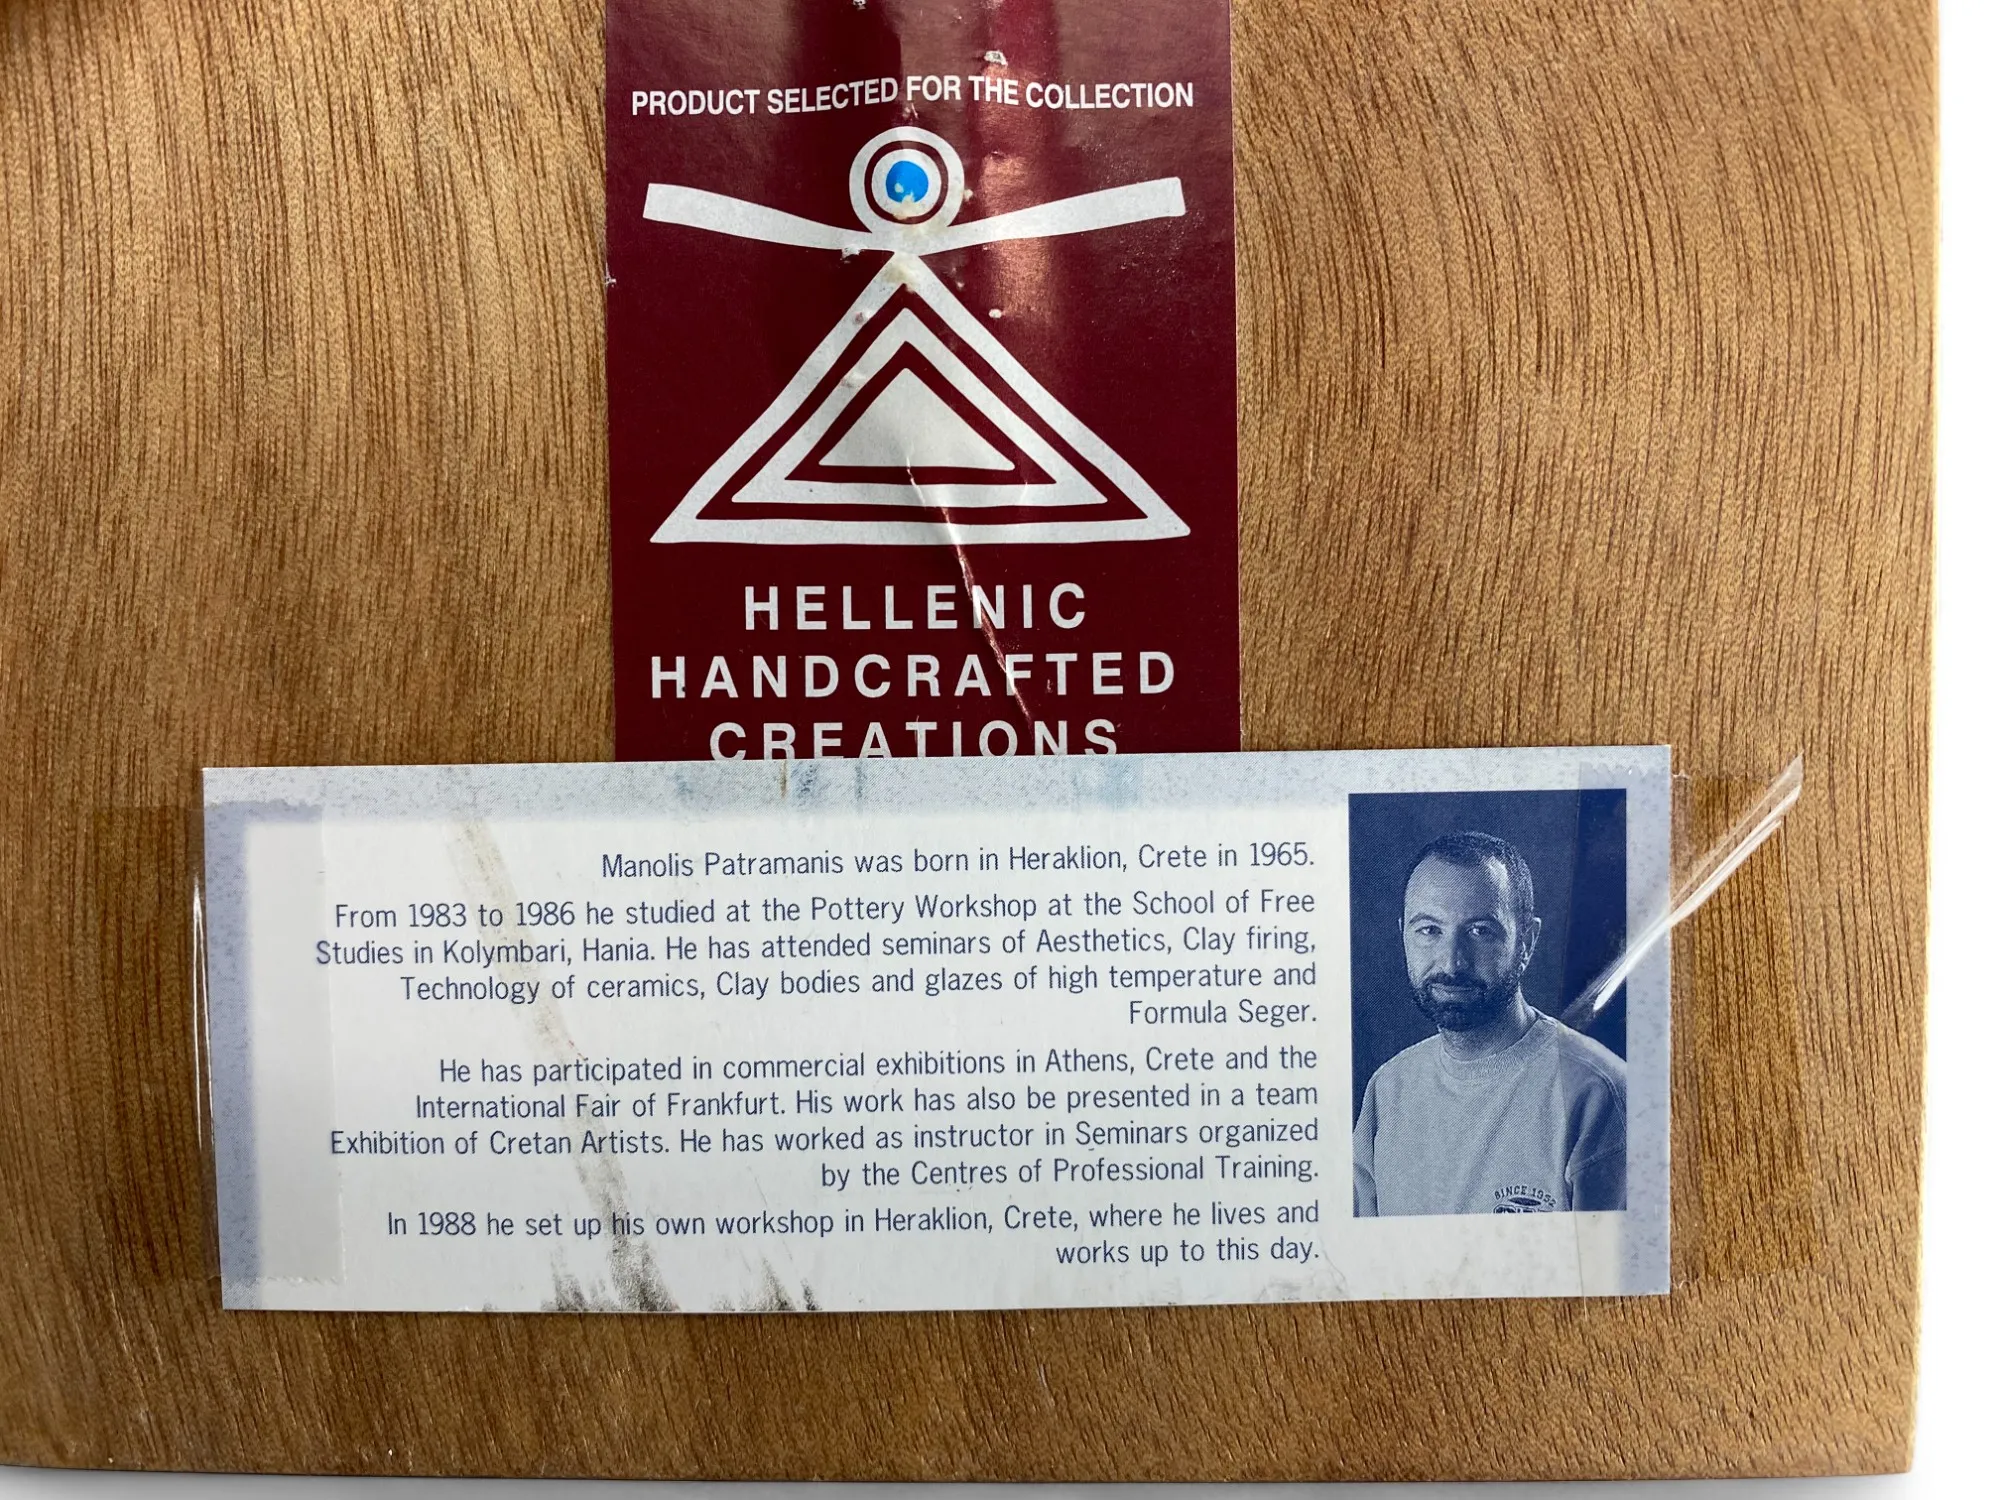 PRODUCT SELECTED FOR THE COLLECTION
HELLENIC
HANDCRAFTED
CREATIONS
Manolis Patramanis was born in Heraklion, Crete in 1965.
From 1983 to 1986 he studied at the Pottery Workshop at the School of Free
Studies in Kolymbari, Hania. He has attended seminars of Aesthetics, Clay firing,
Technology of ceramics, Clay bodies and glazes of high temperature and
Formula Seger.
He has participated in commercial exhibitions in Athens, Crete and the
International Fair of Frankfurt. His work has also be presented in a team
Exhibition of Cretan Artists. He has worked as instructor in Seminars organized
by the Centres of Professional Training.
In 1988 he set up his own workshop in Heraklion, Crete, where he lives and
works up to this day.
SINCE 1952